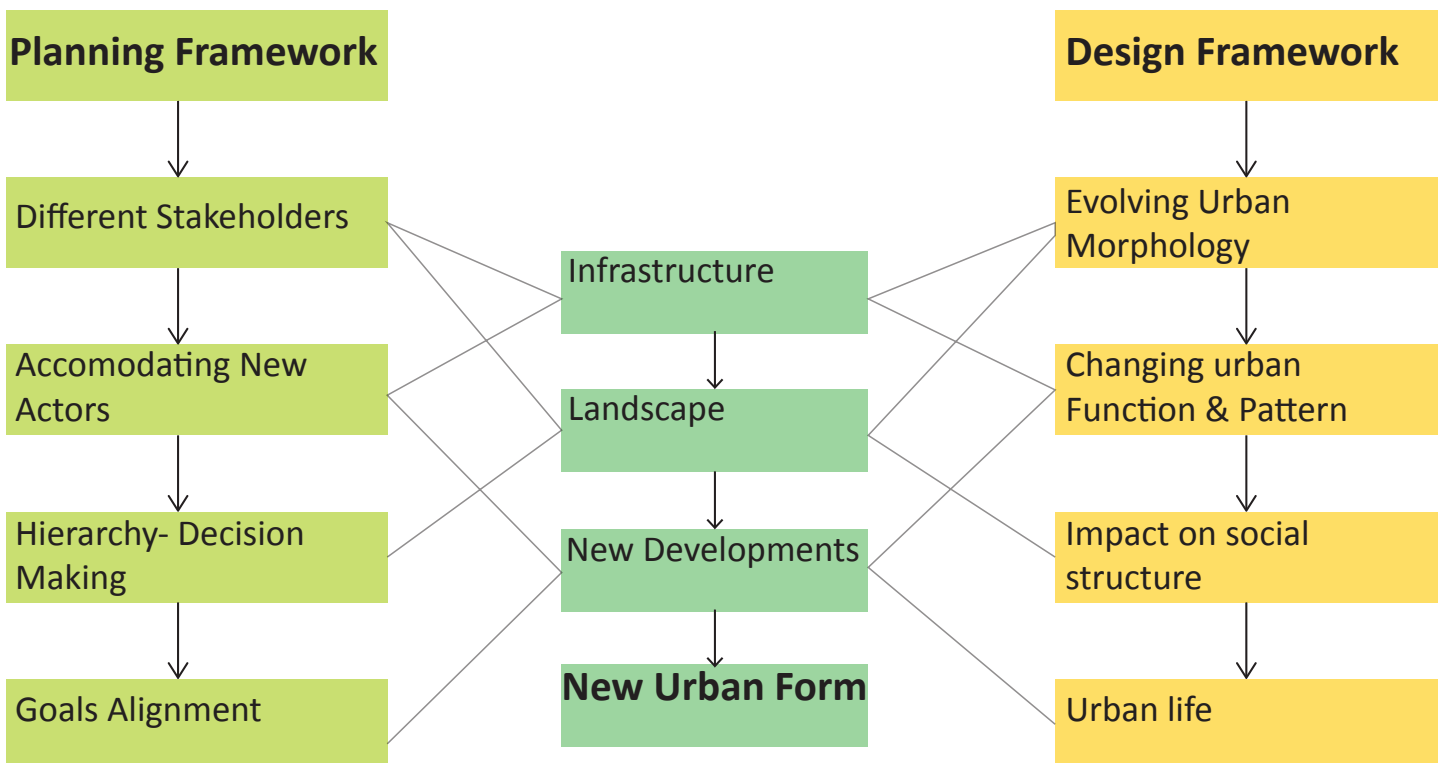 Planning Framework
Different Stakeholders
Accomodating New
Actors
Hierarchy- Decision
Making
Goals Alignment
Infrastructure
Landscape
New Developments
New Urban Form
Design Framework
Evolving Urban
Morphology
Changing urban
Function & Pattern
Impact on social
structure
Urban life